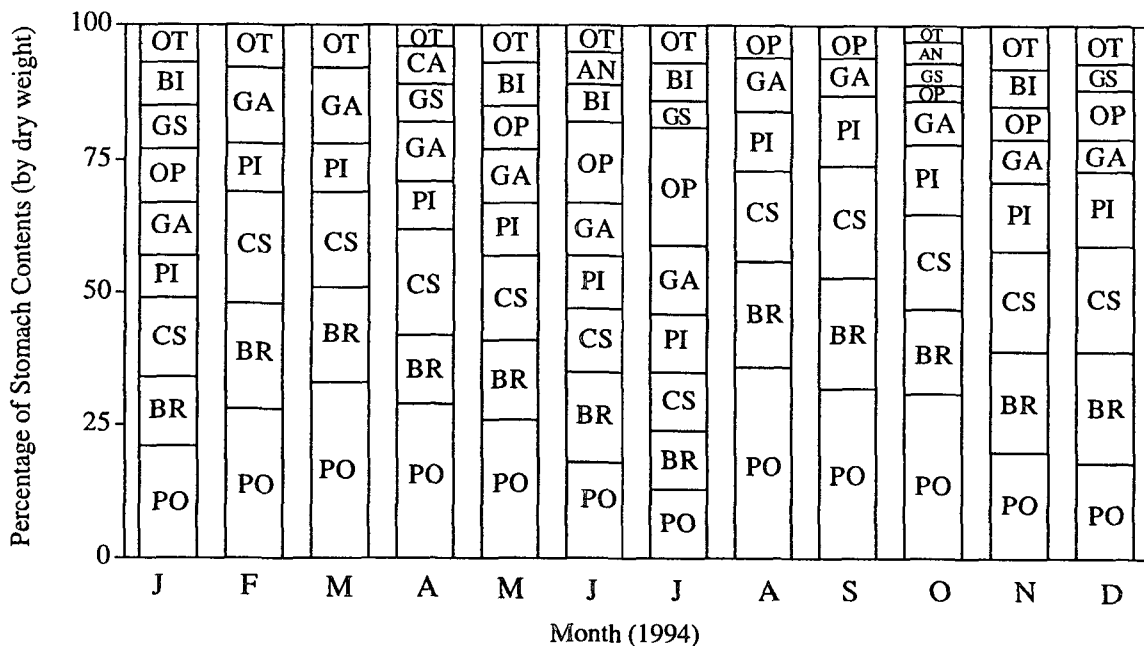 Percentage of Stomach Contents (by dry weight)
100
75
50
25
0
OT
BI
GS
OP
GA
PI
CS
BR
PO
OT
GA
PI
CS
BR
PO
OT
GA
PI
CS
BR
PO
OT
CA
GS
GA
PI
CS
BR
PO
OT
BI
OP
GA
PI
CS
BR
PO
OT
AN
BI
OP
GA
PI
CS
BR
PO
OT
BI
GS
OP
GA
PI
CS
BR
PO
OP
GA
PI
CS
BR
PO
OP
GA
PI
CS
BR
PO
OT
AN
GS
OP
GA
PI
CS
BR
PO
OT
BI
OP
GA
PI
CS
BR
PO
OT
GS
OP
GA
PI
CS
BR
PO
J F M A M J J A S O N D
Month (1994)